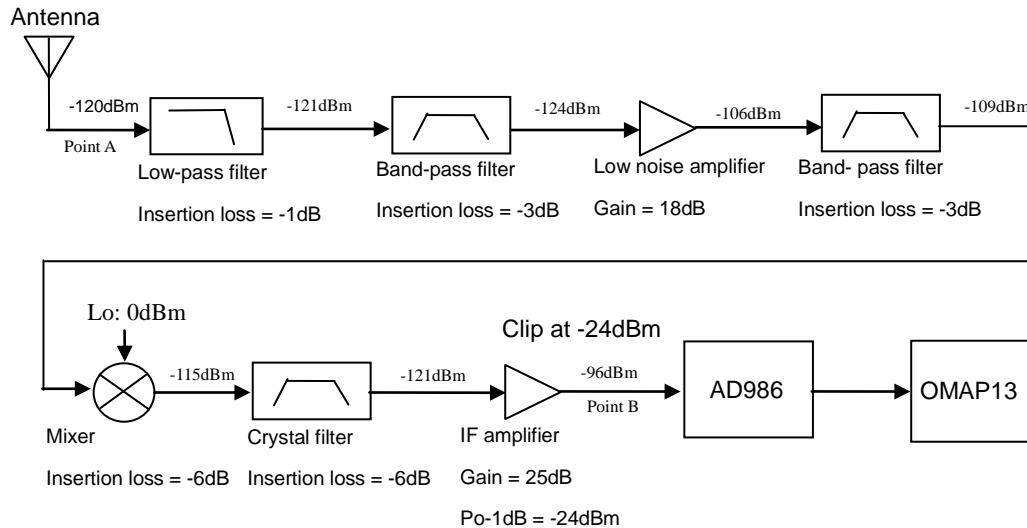 Antenna
-120dBm
-121dBm
-124dBm
-106dBm
-109dBm
Point A
Low-pass filter
Band-pass filter
Low noise amplifier
Band- pass filter
Insertion loss = -1dB
Insertion loss = -3dB
Gain = 18dB
Insertion loss = -3dB
Lo: 0dBm
Clip at -24dBm
-115dBm
-121dBm
-96dBm
AD986
OMAP13
Point B
Mixer
Crystal filter
IF amplifier
Insertion loss = -6dB
Insertion loss = -6dB
Gain = 25dB
Po-1dB = -24dBm